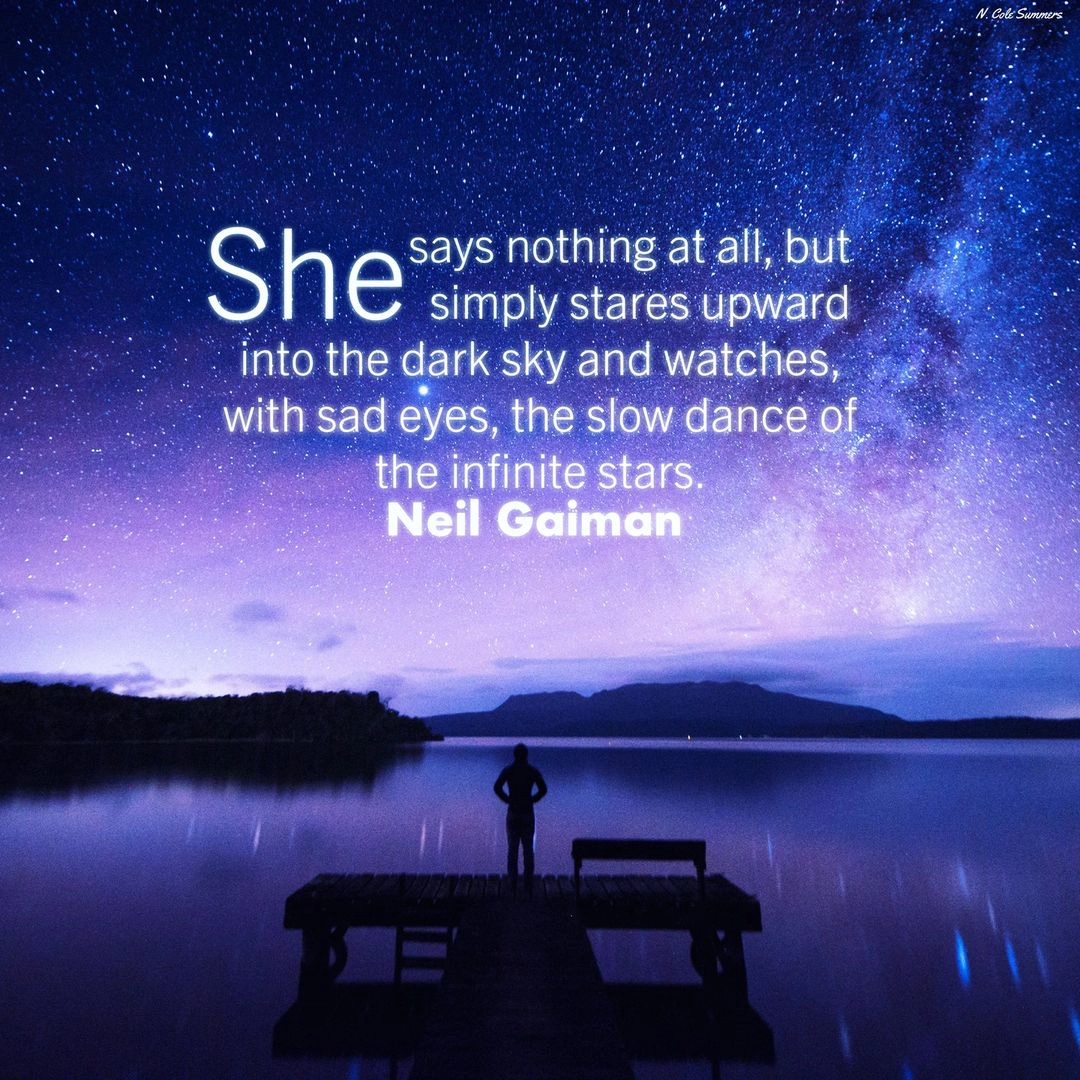 N. Cole Summers
She says nothing at all, but
simply stares upward
into the dark sky and watches,
with sad eyes, the slow dance of
the infinite stars.
Neil Gaiman